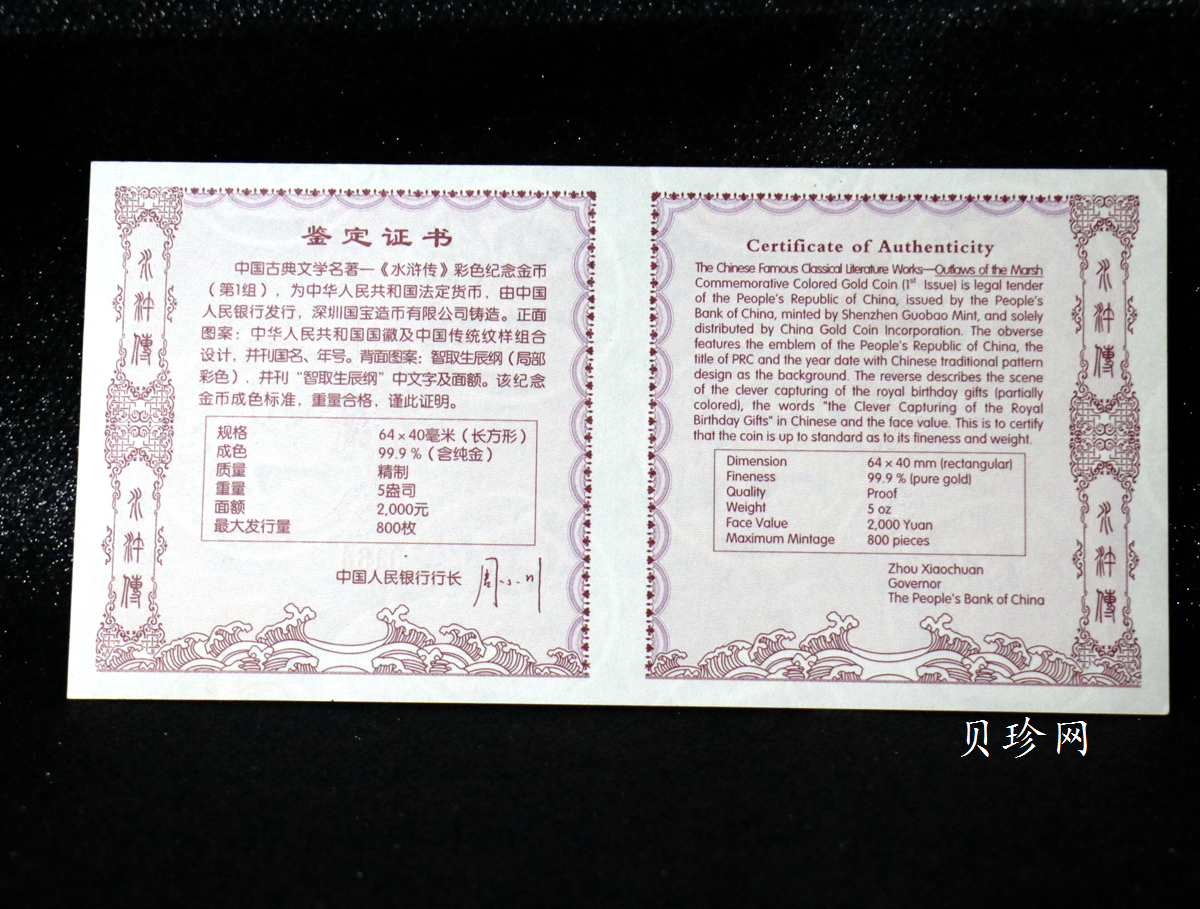 水滸傳
水滸傳
鉴定证书
中国古典文学名著—《水浒传》彩色纪念金币
（第1组），为中华人民共和国法定货币，由中国
人民银行发行，深圳国宝造币有限公司铸造。正面
图案：中华人民共和国国徽及中国传统纹样组合
设计，并刊国名、年号。背面图案：智取生辰纲（局部
彩色），并刊“智取生辰纲”中文字及面额。该纪念
金币成色标准，重量合格，谨此证明。
规格 64×40毫米（长方形）
成色 99.9%（含纯金）
质量 精制
重量 5盎司
面额 2,000元
最大发行量 800枚
中国人民银行行长 周小川
Certificate of Authenticity
The Chinese Famous Classical Literature Works—Outlaws of the Marsh
Commemorative Colored Gold Coin (1st Issue) is legal tender
of the People's Republic of China, issued by the People's
Bank of China, minted by Shenzhen Guobao Mint, and solely
distributed by China Gold Coin Incorporation. The obverse
features the emblem of the People's Republic of China, the
title of PRC and the year date with Chinese traditional pattern
design as the background. The reverse describes the scene
of the clever capturing of the royal birthday gifts (partially
colored), the words "the Clever Capturing of the Royal
Birthday Gifts" in Chinese and the face value. This is to certify
that the coin is up to standard as to its fineness and weight.
Dimension 64×40 mm (rectangular)
Fineness 99.9 % (pure gold)
Quality Proof
Weight 5 oz
Face Value 2,000 Yuan
Maximum Mintage 800 pieces
Zhou Xiaochuan
Governor
The People's Bank of China
水滸傳
水滸傳
贝珍网